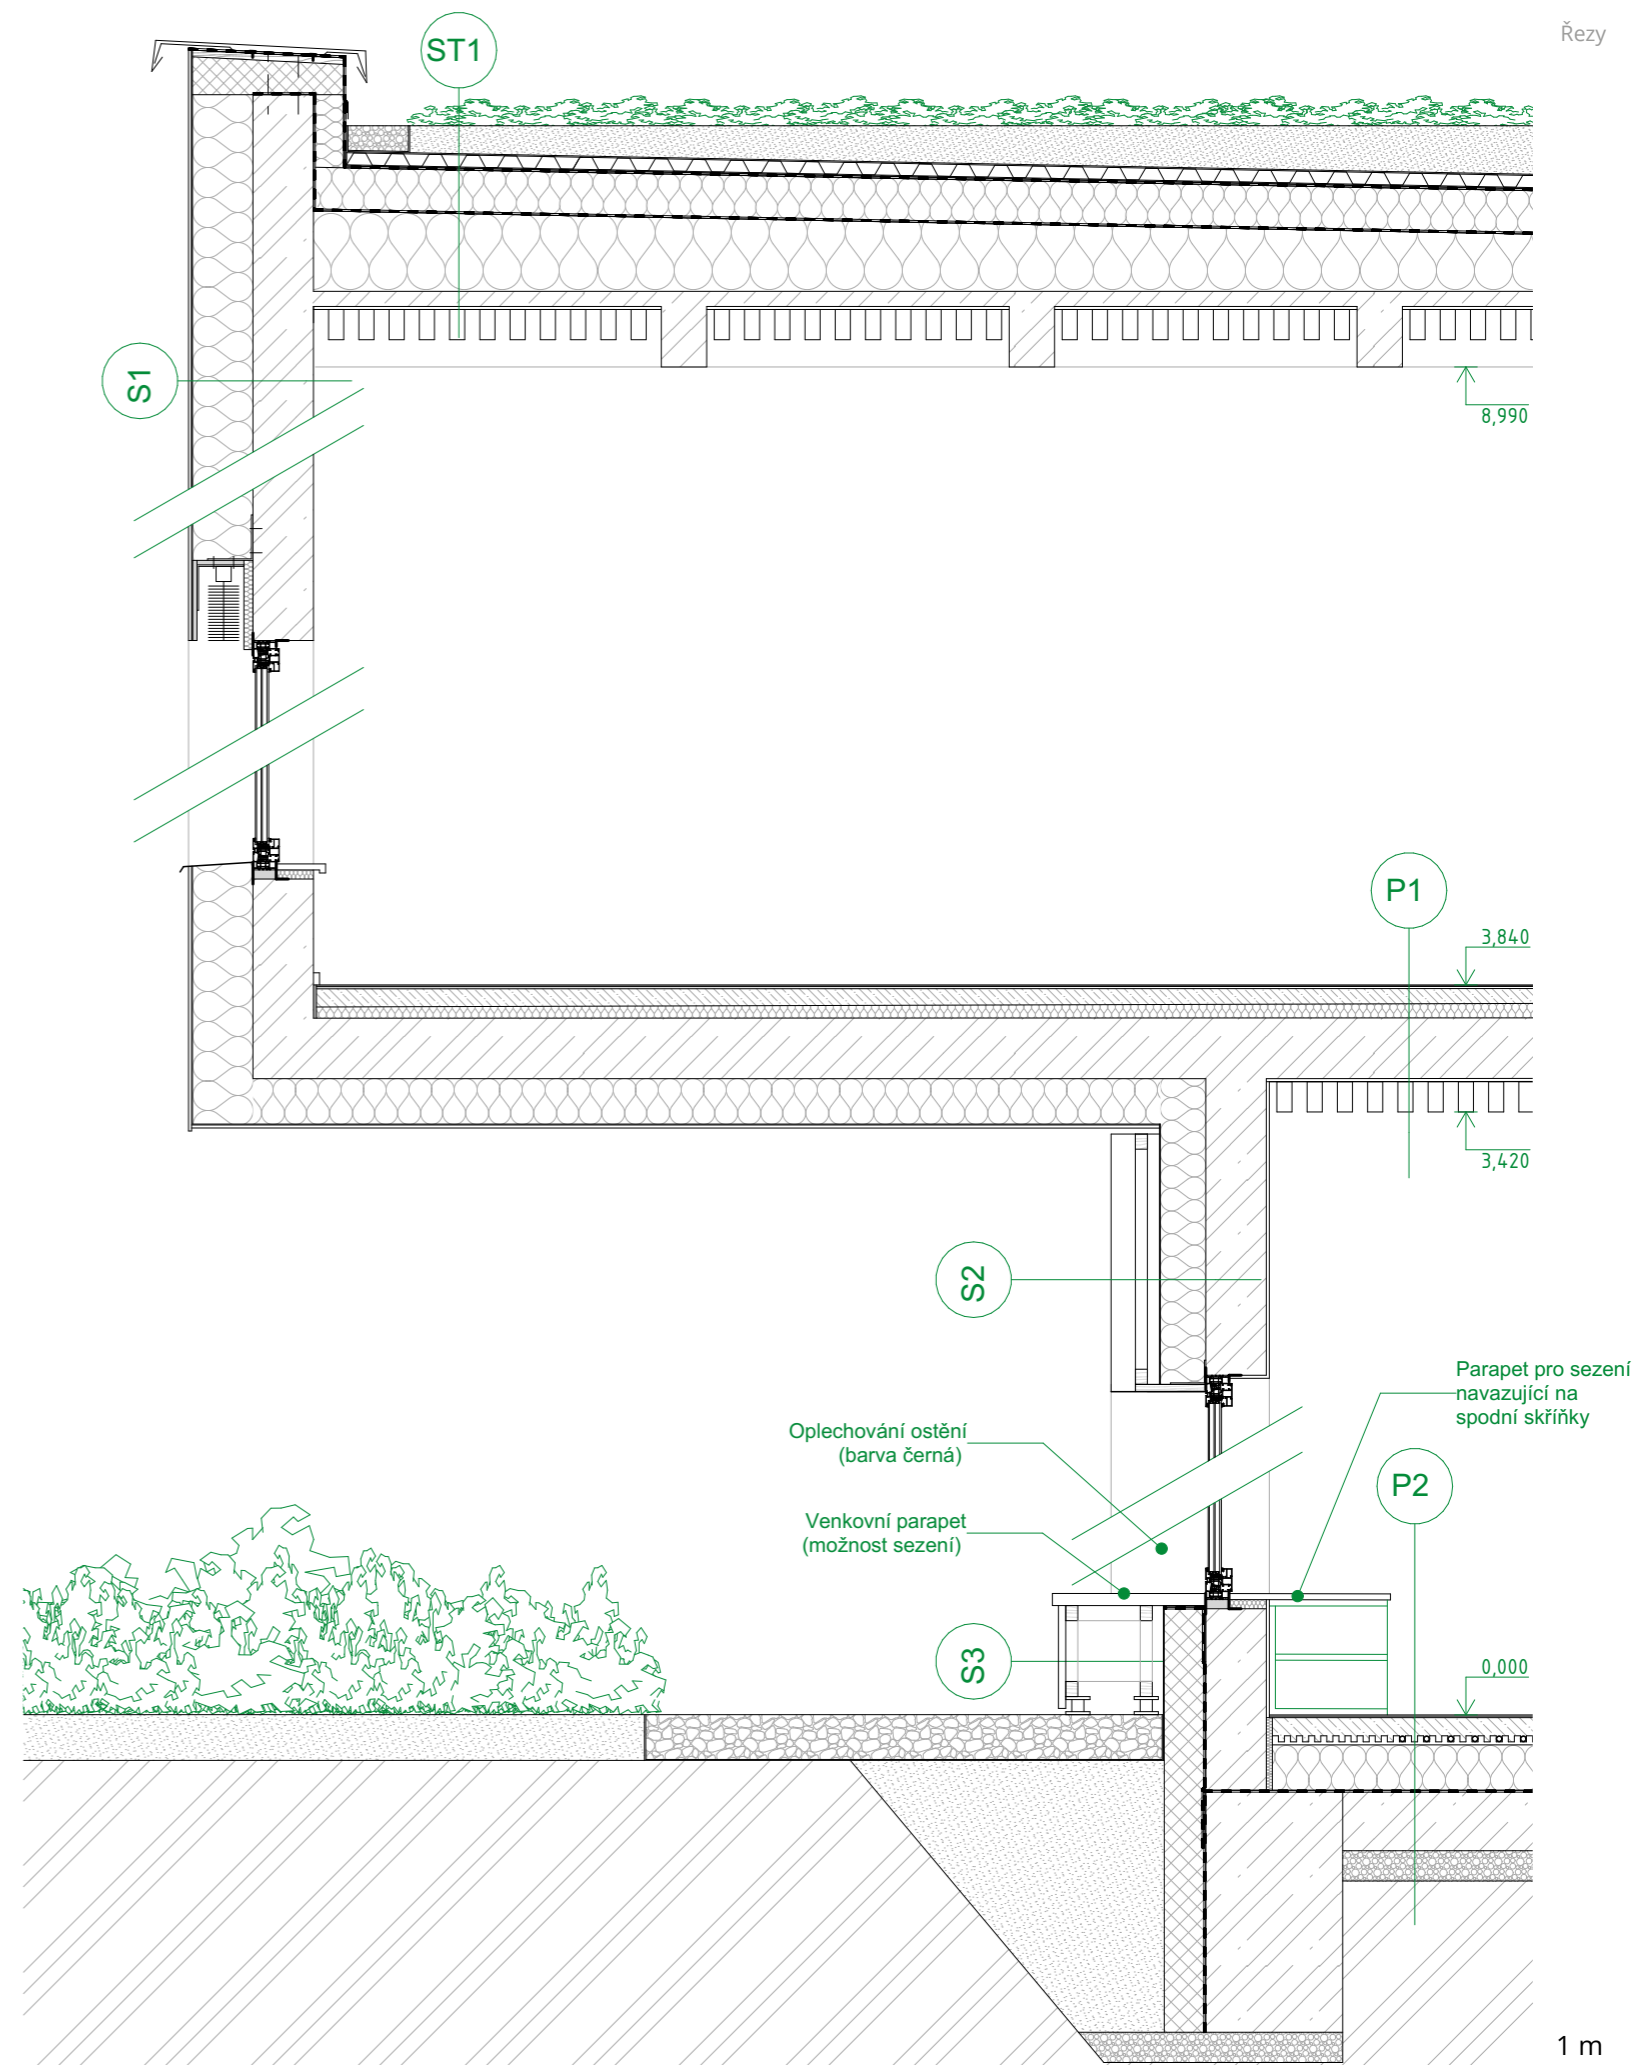 Řezy
ST1
S1
8,990
P1
3,840
3,420
S2
Parapet pro sezení
navazující na
spodní skříňky
Oplechování ostění
(barva černá)
P2
Venkovní parapet
(možnost sezení)
S3
0,000
1 m